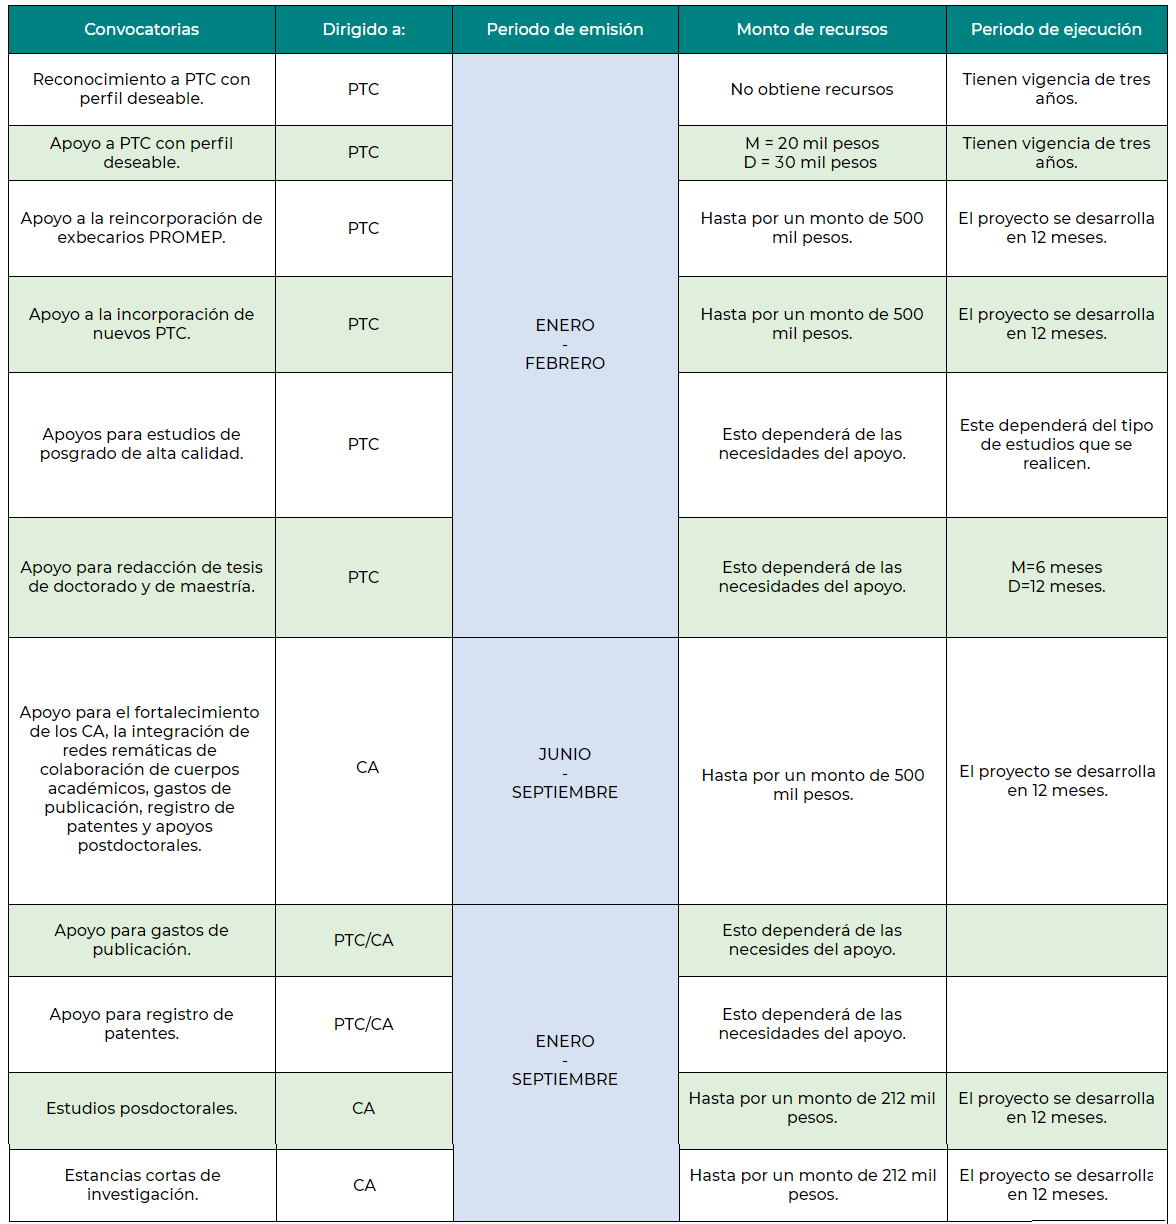 Convocatorias
Dirigido a:
Periodo de emisión
Monto de recursos
Periodo de ejecución
Reconocimiento a PTC con
perfil deseable.
PTC
No obtiene recursos
Tienen vigencia de tres
años.
Apoyo a PTC con perfil
deseable.
PTC
M = 20 mil pesos
D = 30 mil pesos
Tienen vigencia de tres
años.
Apoyo a la reincorporación de
exbecarios PROMEP.
PTC
Hasta por un monto de 500
mil pesos.
El proyecto se desarrolla
en 12 meses.
Apoyo a la incorporación de
nuevos PTC.
PTC
ENERO
-
FEBRERO
Hasta por un monto de 500
mil pesos.
El proyecto se desarrolla
en 12 meses.
Apoyos para estudios de
posgrado de alta calidad.
PTC
Esto dependerá de las
necesidades del apoyo.
Este dependerá del tipo
de estudios que se
realicen.
Apoyo para redacción de tesis
de doctorado y de maestría.
PTC
Esto dependerá de las
necesidades del apoyo.
M=6 meses
D=12 meses.
Apoyo para el fortalecimiento
de los CA, la integración de
redes remáticas de
colaboración de cuerpos
académicos, gastos de
publicación, registro de
patentes y apoyos
postdoctorales.
CA
JUNIO
-
SEPTIEMBRE
Hasta por un monto de 500
mil pesos.
El proyecto se desarrolla
en 12 meses.
Apoyo para gastos de
publicación.
PTC/CA
Esto dependerá de las
necesides del apoyo.
Apoyo para registro de
patentes.
PTC/CA
ENERO
-
SEPTIEMBRE
Esto dependerá de las
necesidades del apoyo.
Estudios posdoctorales.
CA
Hasta por un monto de 212 mil
pesos.
El proyecto se desarrolla
en 12 meses.
Estancias cortas de
investigación.
CA
Hasta por un monto de 212 mil
pesos.
El proyecto se desarrolla
en 12 meses.